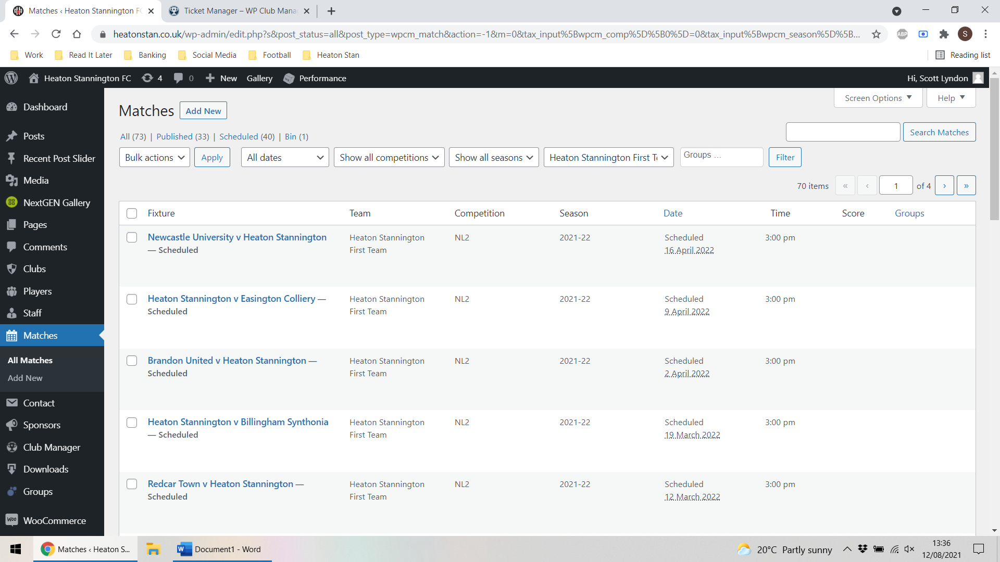 Matches ‹ Heaton Stannington FC
Ticket Manager – WP Club Mana
heatonstan.co.uk/wp-admin/edit.php?s&post_status=all&post_type=wpcm_match&action=-1&m=0&tax_input%5Bwpcm_comp%5D%5B0%5D=0&tax_input%5Bwpcm_season%5D%5B...
ABP
S
Work
Read It Later
Banking
Social Media
Football
Heaton Stan
Reading list
Heaton Stannington FC
4
0
New
Gallery
Performance
Hi, Scott Lyndon
Dashboard
Posts
Recent Post Slider
Media
NextGEN Gallery
Pages
Comments
Clubs
Players
Staff
Matches
All Matches
Add New
Contact
Sponsors
Club Manager
Downloads
Groups
Woo WooCommerce
Screen Options
Help
Matches Add New
All (73) | Published (33) | Scheduled (40) | Bin (1)
Search Matches
Bulk actions Apply All dates Show all competitions Show all seasons Heaton Stannington First Te Groups ... Filter
70 items « ‹ 1 of 4 › »
Fixture Team Competition Season Date Time Score Groups
Newcastle University v Heaton Stannington Heaton Stannington NL2 2021-22 Scheduled 3:00 pm
— Scheduled First Team 16 April 2022
Heaton Stannington v Easington Colliery — Heaton Stannington NL2 2021-22 Scheduled 3:00 pm
Scheduled First Team 9 April 2022
Brandon United v Heaton Stannington — Heaton Stannington NL2 2021-22 Scheduled 3:00 pm
Scheduled First Team 2 April 2022
Heaton Stannington v Billingham Synthonia Heaton Stannington NL2 2021-22 Scheduled 3:00 pm
— Scheduled First Team 19 March 2022
Redcar Town v Heaton Stannington — Heaton Stannington NL2 2021-22 Scheduled 3:00 pm
Scheduled First Team 12 March 2022
Matches ‹ Heaton S...
Document1 - Word
20°C Partly sunny
13:36
12/08/2021